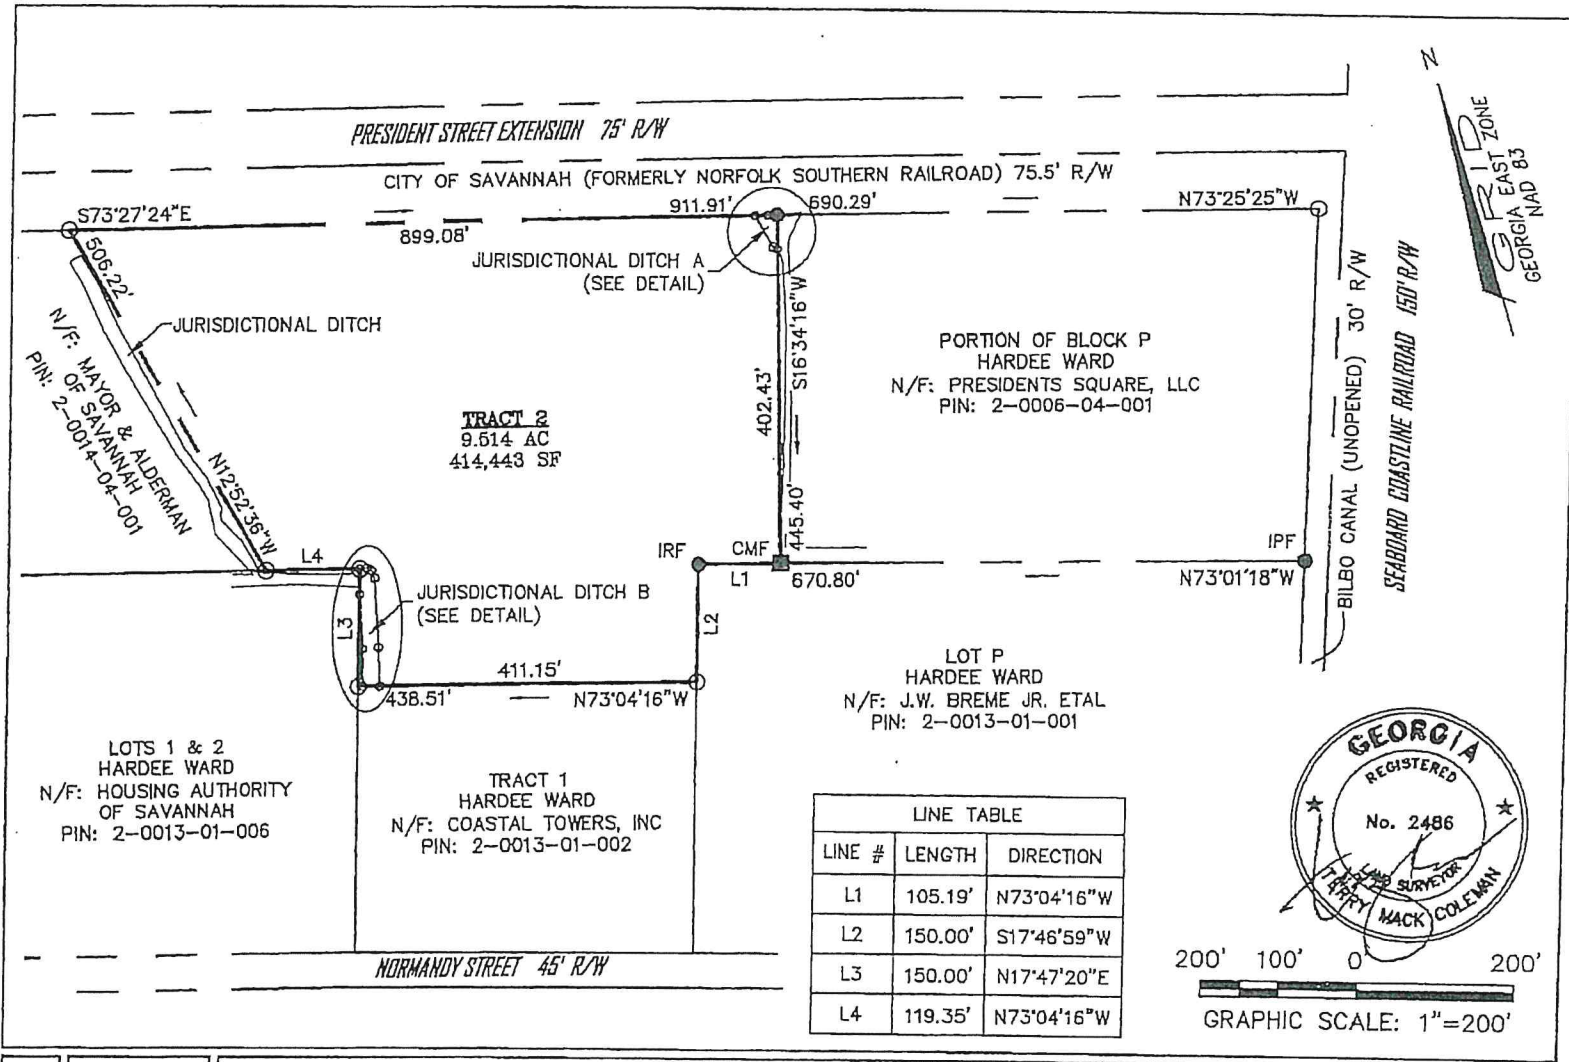 PRESIDENT STREET EXTENSION 75' R/W
CITY OF SAVANNAH (FORMERLY NORFOLK SOUTHERN RAILROAD) 75.5' R/W
N
GRID
GEORGIA EAST ZONE
NAD 83
S73°27'24"E
899.08'
911.91'
690.29'
N73°25'25"W
506.22'
JURISDICTIONAL DITCH A
(SEE DETAIL)
JURISDICTIONAL DITCH
N/F: MAYOR & ALDERMAN
OF SAVANNAH
PIN: 2-0014-04-001
N12°52'36"W
TRACT 2
9.514 AC
414,443 SF
402.43'
S16°34'16"W
445.40'
PORTION OF BLOCK P
HARDEE WARD
N/F: PRESIDENTS SQUARE, LLC
PIN: 2-0006-04-001
BILBO CANAL (UNOPENED) 30' R/W
SEABOARD COASTLINE RAILROAD 150' R/W
L4
IRF
CMF
L1
670.80'
IPF
N73°01'18"W
JURISDICTIONAL DITCH B
(SEE DETAIL)
L3
L2
411.15'
438.51'
N73°04'16"W
LOT P
HARDEE WARD
N/F: J.W. BREME JR. ETAL
PIN: 2-0013-01-001
LOTS 1 & 2
HARDEE WARD
N/F: HOUSING AUTHORITY
OF SAVANNAH
PIN: 2-0013-01-006
TRACT 1
HARDEE WARD
N/F: COASTAL TOWERS, INC
PIN: 2-0013-01-002
NORMANDY STREET 45' R/W
LINE TABLE
LINE # LENGTH DIRECTION
L1 105.19' N73°04'16"W
L2 150.00' S17°46'59"W
L3 150.00' N17°47'20"E
L4 119.35' N73°04'16"W
GEORGIA
REGISTERED
No. 2486
LAND SURVEYOR
TERRY MACK COLEMAN
200' 100' 0' 200'
GRAPHIC SCALE: 1"=200'